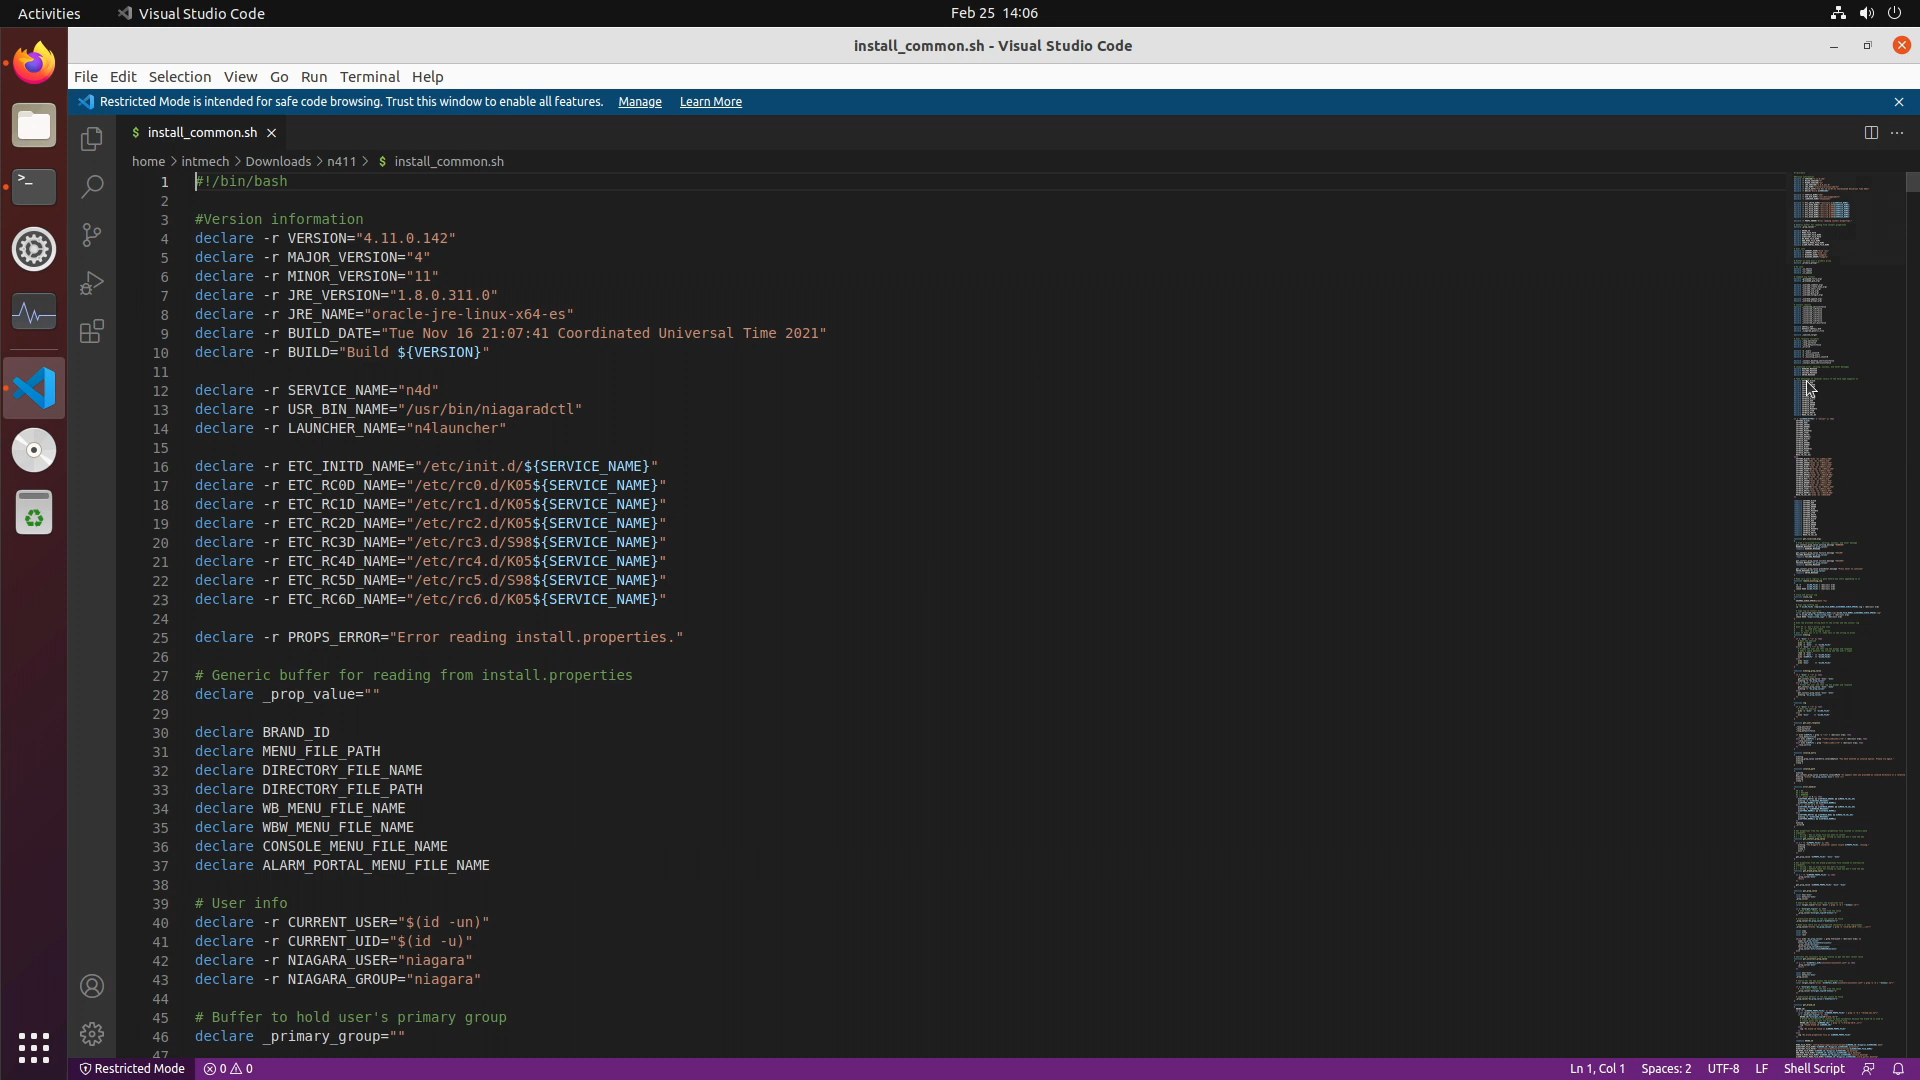 Activities
Visual Studio Code
Feb 25 14:06
install_common.sh - Visual Studio Code
File Edit Selection View Go Run Terminal Help
Restricted Mode is intended for safe code browsing. Trust this window to enable all features. Manage Learn More
$ install_common.sh
home > intmech > Downloads > n411 > $ install_common.sh
1 #!/bin/bash
2
3 #Version information
4 declare -r VERSION="4.11.0.142"
5 declare -r MAJOR_VERSION="4"
6 declare -r MINOR_VERSION="11"
7 declare -r JRE_VERSION="1.8.0.311.0"
8 declare -r JRE_NAME="oracle-jre-linux-x64-es"
9 declare -r BUILD_DATE="Tue Nov 16 21:07:41 Coordinated Universal Time 2021"
10 declare -r BUILD="Build ${VERSION}"
11
12 declare -r SERVICE_NAME="n4d"
13 declare -r USR_BIN_NAME="/usr/bin/niagaradctl"
14 declare -r LAUNCHER_NAME="n4launcher"
15
16 declare -r ETC_INITD_NAME="/etc/init.d/${SERVICE_NAME}"
17 declare -r ETC_RC0D_NAME="/etc/rc0.d/K05${SERVICE_NAME}"
18 declare -r ETC_RC1D_NAME="/etc/rc1.d/K05${SERVICE_NAME}"
19 declare -r ETC_RC2D_NAME="/etc/rc2.d/K05${SERVICE_NAME}"
20 declare -r ETC_RC3D_NAME="/etc/rc3.d/S98${SERVICE_NAME}"
21 declare -r ETC_RC4D_NAME="/etc/rc4.d/K05${SERVICE_NAME}"
22 declare -r ETC_RC5D_NAME="/etc/rc5.d/S98${SERVICE_NAME}"
23 declare -r ETC_RC6D_NAME="/etc/rc6.d/K05${SERVICE_NAME}"
24
25 declare -r PROPS_ERROR="Error reading install.properties."
26
27 # Generic buffer for reading from install.properties
28 declare _prop_value=""
29
30 declare BRAND_ID
31 declare MENU_FILE_PATH
32 declare DIRECTORY_FILE_NAME
33 declare DIRECTORY_FILE_PATH
34 declare WB_MENU_FILE_NAME
35 declare WBW_MENU_FILE_NAME
36 declare CONSOLE_MENU_FILE_NAME
37 declare ALARM_PORTAL_MENU_FILE_NAME
38
39 # User info
40 declare -r CURRENT_USER="$(id -un)"
41 declare -r CURRENT_UID="$(id -u)"
42 declare -r NIAGARA_USER="niagara"
43 declare -r NIAGARA_GROUP="niagara"
44
45 # Buffer to hold user's primary group
46 declare _primary_group=""
47
Restricted Mode 0 0 Ln 1, Col 1 Spaces: 2 UTF-8 LF Shell Script